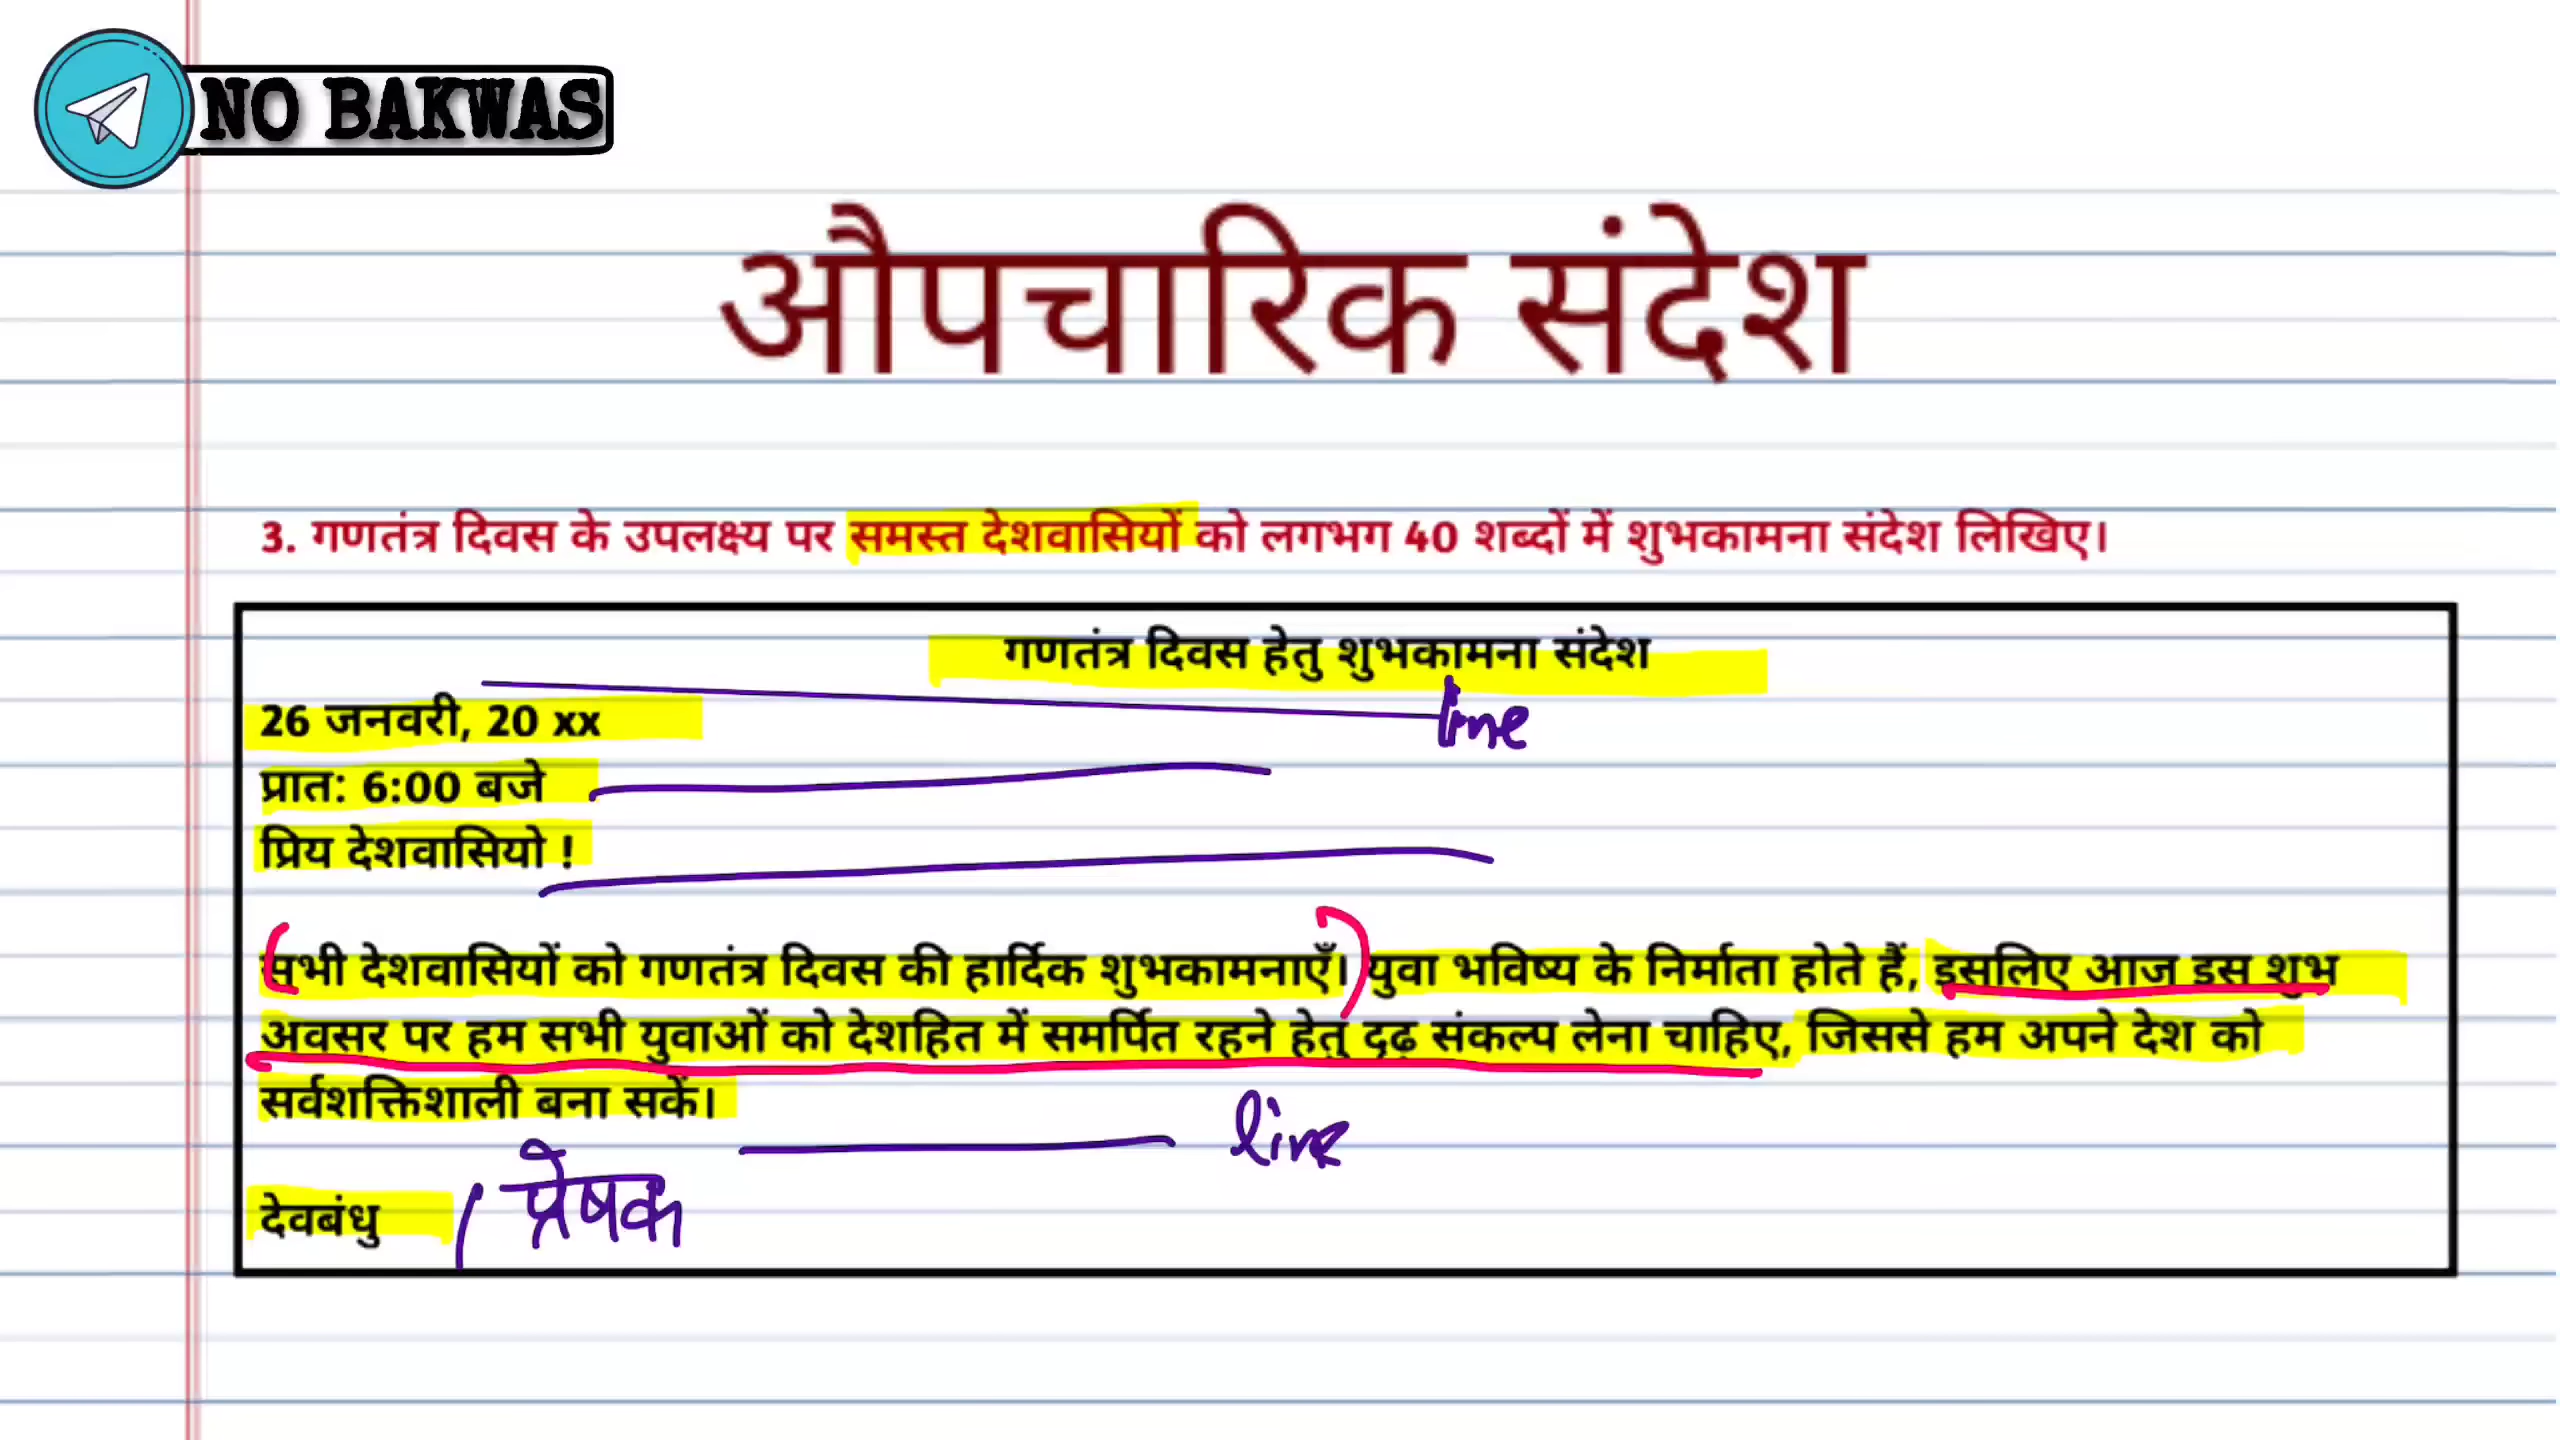 NO BAKWAS
औपचारिक संदेश
3. गणतंत्र दिवस के उपलक्ष्य पर समस्त देशवासियों को लगभग 40 शब्दों में शुभकामना संदेश लिखिए।
गणतंत्र दिवस हेतु शुभकामना संदेश
26 जनवरी, 20 xx
line
प्रात: 6:00 बजे
प्रिय देशवासियो !
सभी देशवासियों को गणतंत्र दिवस की हार्दिक शुभकामनाएँ। युवा भविष्य के निर्माता होते हैं, इसलिए आज इस शुभ
अवसर पर हम सभी युवाओं को देशहित में समर्पित रहने हेतु दृढ़ संकल्प लेना चाहिए, जिससे हम अपने देश को
सर्वशक्तिशाली बना सकें।
line
देवबंधु / प्रेषक